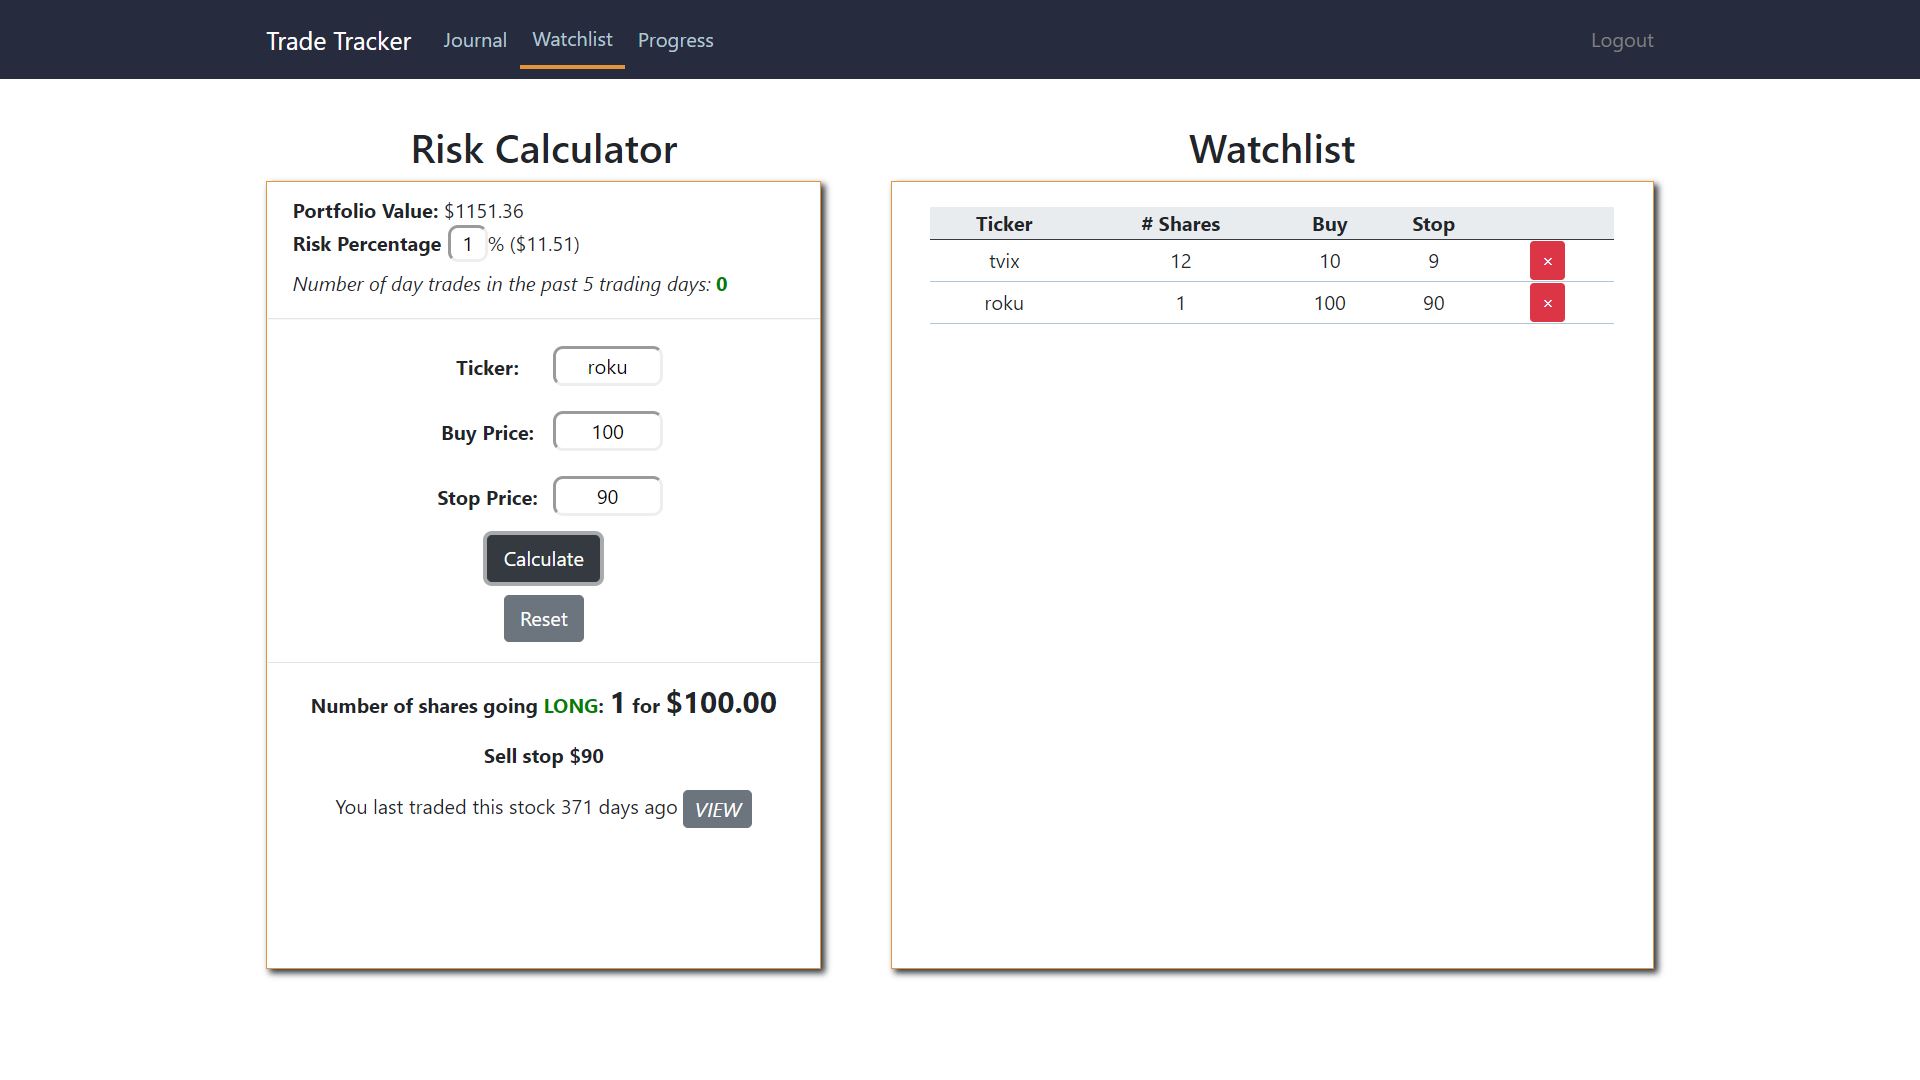 Trade Tracker Journal Watchlist Progress Logout
Risk Calculator
Portfolio Value: $1151.36
Risk Percentage 1 % ($11.51)
Number of day trades in the past 5 trading days: 0
Ticker: roku
Buy Price: 100
Stop Price: 90
Calculate
Reset
Number of shares going LONG: 1 for $100.00
Sell stop $90
You last traded this stock 371 days ago VIEW
Watchlist
Ticker # Shares Buy Stop
tvix 12 10 9 ×
roku 1 100 90 ×